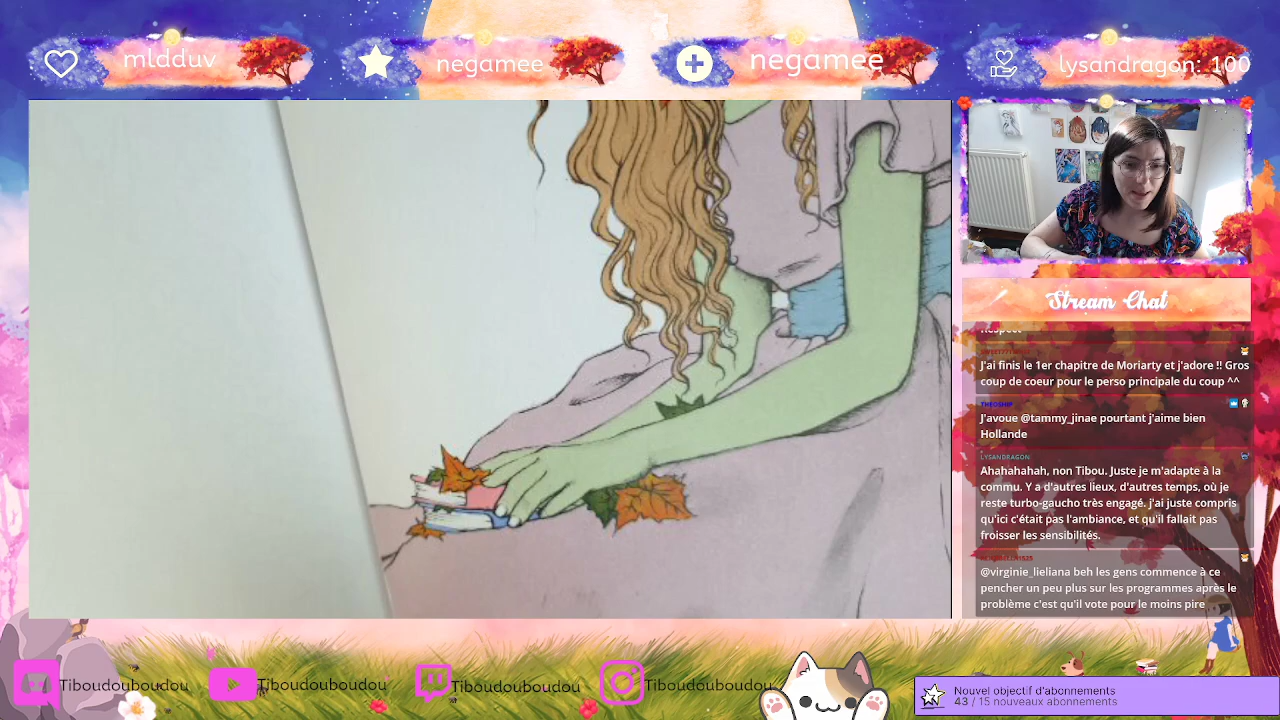 mldduv
negamee
negamee
lysandragon: 100
Stream Chat
Respect
J'ai finis le 1er chapitre de Moriarty et j'adore !! Gros
coup de coeur pour le perso principale du coup ^^
THEOSHIP
J'avoue @tammy_jinae pourtant j'aime bien
Hollande
LYSANDRAGON
Ahahahahah, non Tibou. Juste je m'adapte à la
commu. Y a d'autres lieux, d'autres temps, où je
reste turbo-gaucho très engagé. j'ai juste compris
qu'ici c'était pas l'ambiance, et qu'il fallait pas
froisser les sensibilités.
@virginie_lieliana beh les gens commence à ce
pencher un peu plus sur les programmes après le
problème c'est qu'il vote pour le moins pire
Tiboudouboudou
Tiboudouboudou
Tiboudouboudou
Tiboudouboudou
Nouvel objectif d'abonnements
43 / 15 nouveaux abonnements